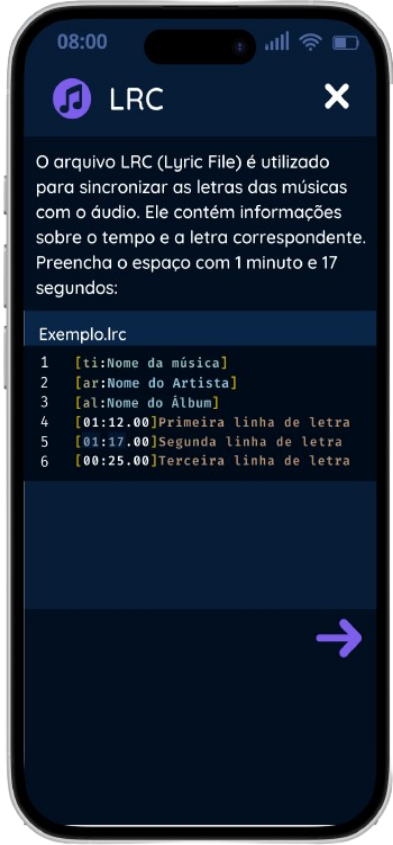 08:00
LRC
O arquivo LRC (Lyric File) é utilizado
para sincronizar as letras das músicas
com o áudio. Ele contém informações
sobre o tempo e a letra correspondente.
Preencha o espaço com 1 minuto e 17
segundos:
Exemplo.lrc
1 [ti:Nome da música]
2 [ar:Nome do Artista]
3 [al:Nome do Álbum]
4 [01:12.00]Primeira linha de letra
5 [01:17.00]Segunda linha de letra
6 [00:25.00]Terceira linha de letra